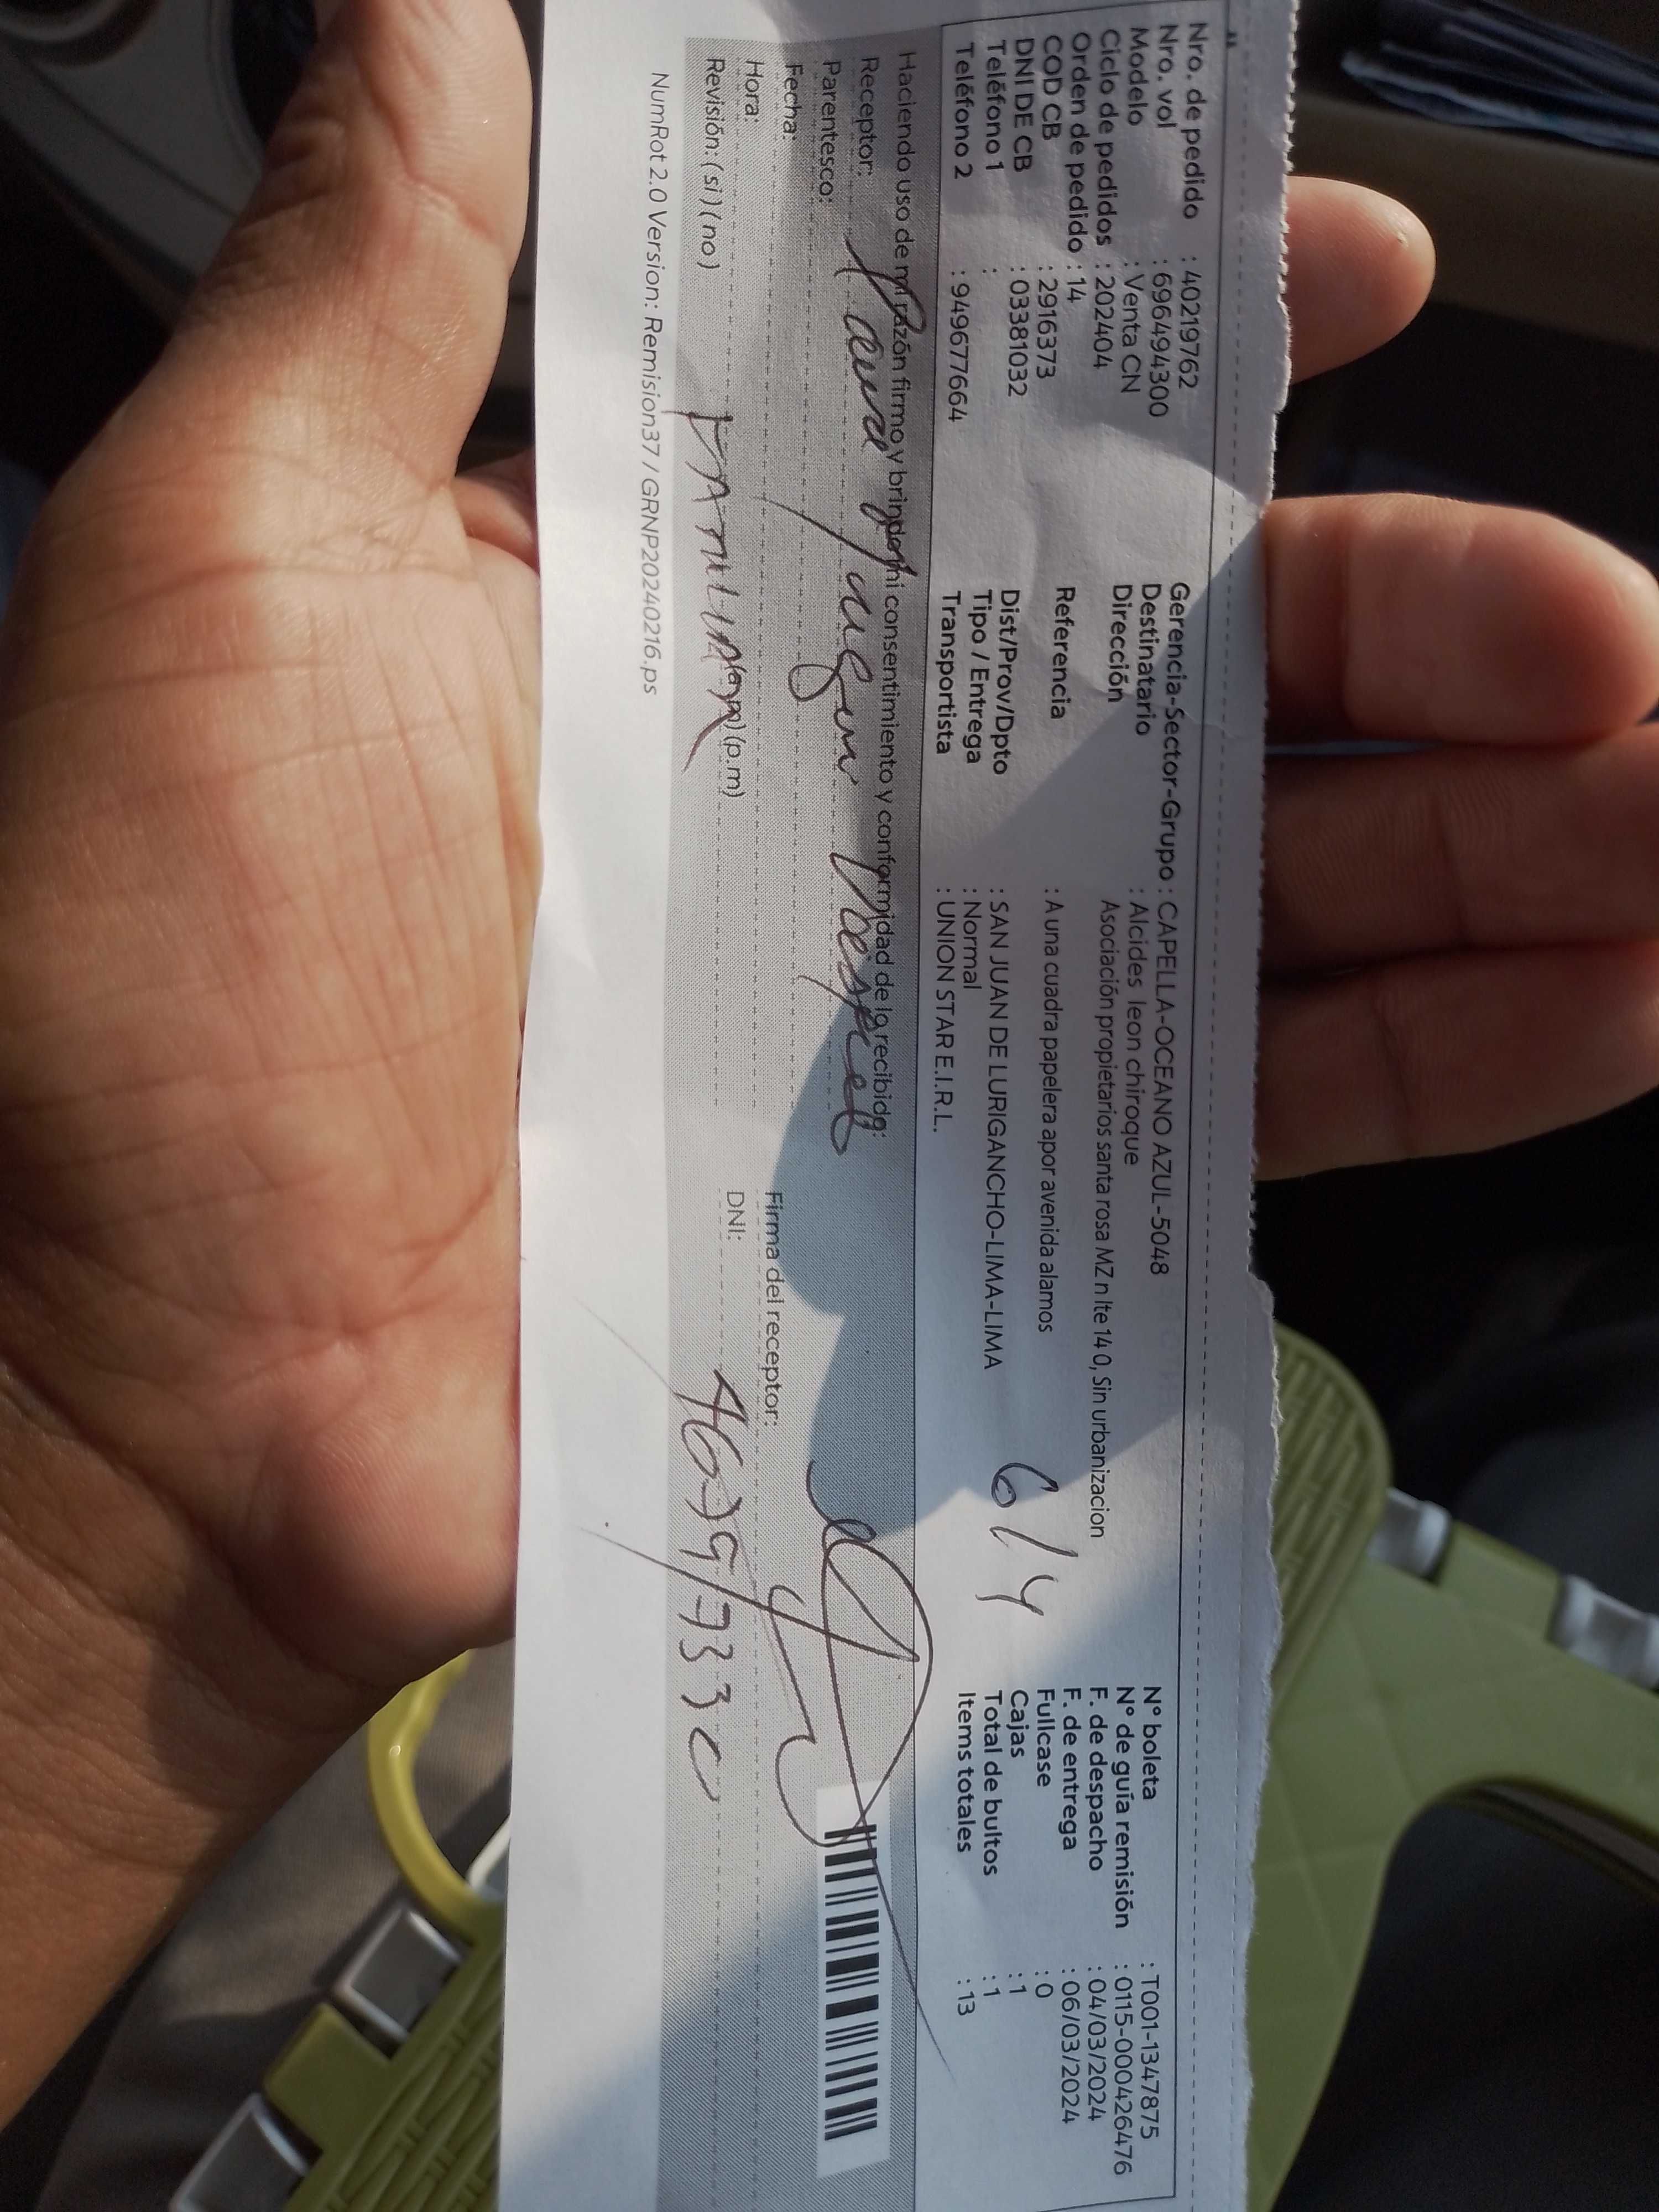 Nro. de pedido : 40219762
Nro. vol : 6964943OO
Modelo : Venta CN
Ciclo de pedidos : 202404
Orden de pedido : 14
COD CB : 2916373
DNI DE CB : 03381032
Teléfono 1 :
Teléfono 2 : 949677664
Gerencia-Sector-Grupo : CAPELLA-OCEANO AZUL-5048
Destinatario : Alcides leon chiroque
Dirección Asociación propietarios santa rosa MZ n lte 14 0, Sin urbanizacion
Referencia : A una cuadra papelera apor avenida alamos
Dist/Prov/Dpto : SAN JUAN DE LURIGANCHO-LIMA-LIMA
Tipo / Entrega : Normal
Transportista : UNION STAR E.I.R.L.
6/4
N° boleta : T001-1347875
N° de guía remisión : 0115-000426476
F. de despacho : 04/03/2024
F. de entrega : 06/03/2024
Fullcase : 0
Cajas : 1
Total de bultos : 1
Items totales : 13
Haciendo uso de mi razón firmo y brindo mi consentimiento y conformidad de lo recibido:
Receptor:
Parentesco:
Fecha:
Hora: (a.m) (p.m)
Revisión: (si) (no)
Firma del receptor:
DNI:
NumRot 2.0 Version: Remision37 / GRNP20240216.ps